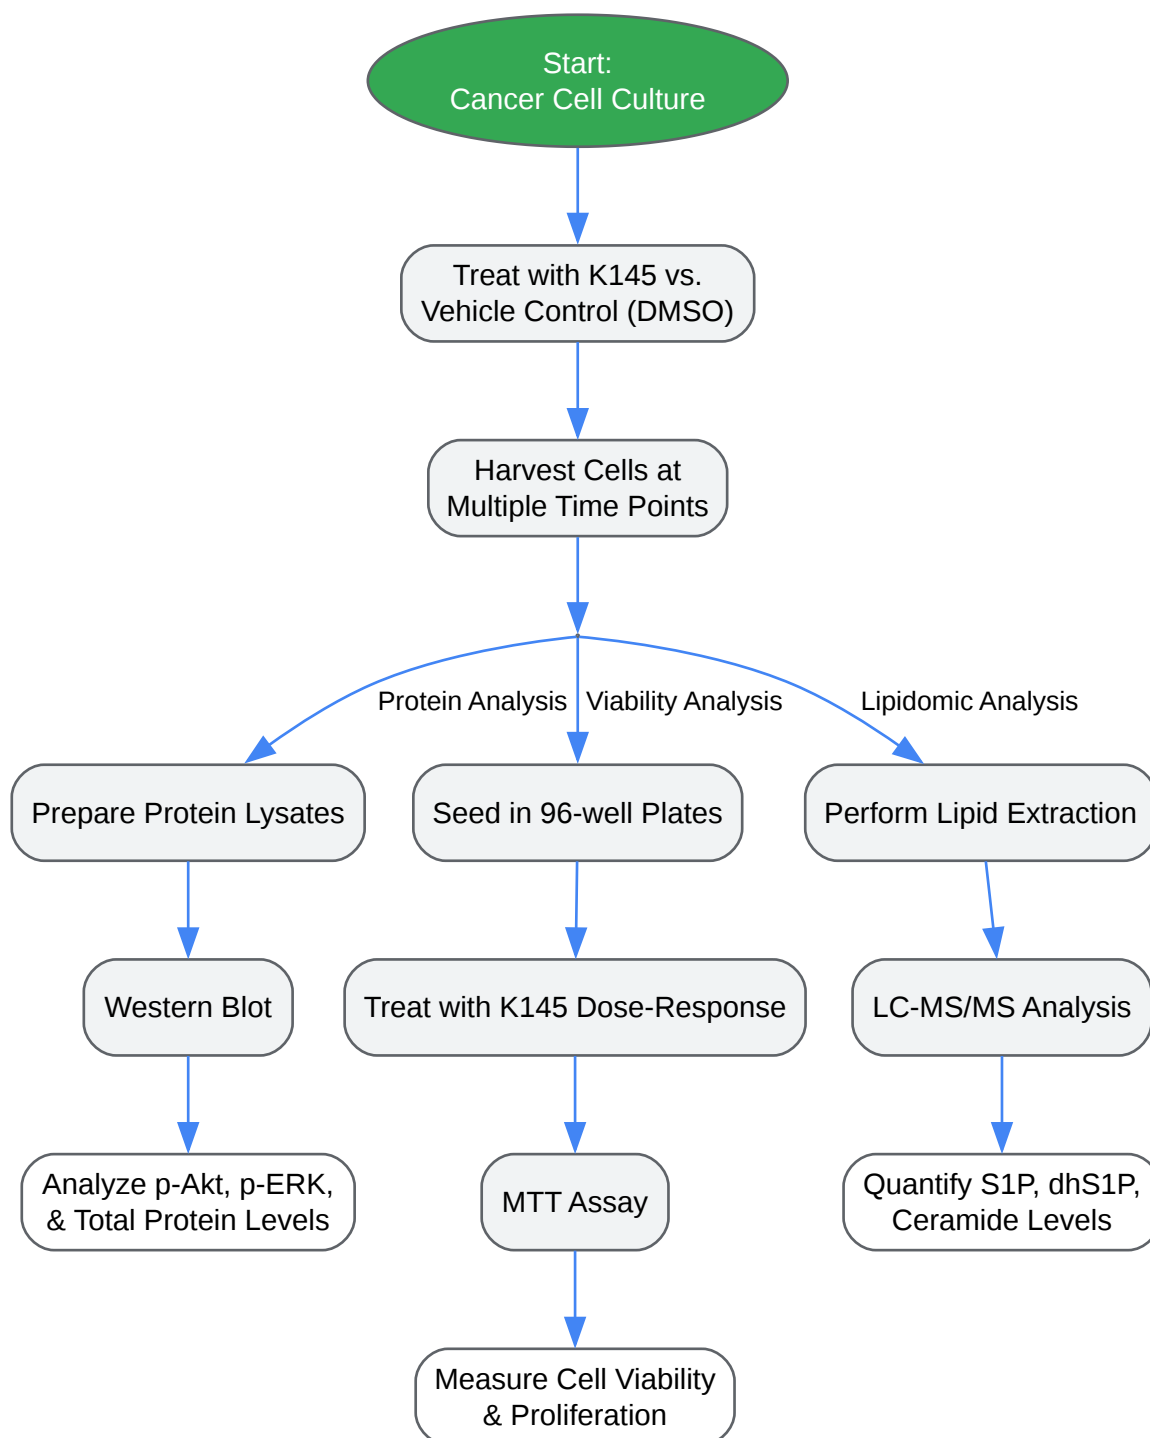 Start:
Cancer Cell Culture
Treat with K145 vs.
Vehicle Control (DMSO)
Harvest Cells at
Multiple Time Points
Protein Analysis
Viability Analysis
Lipidomic Analysis
Prepare Protein Lysates
Seed in 96-well Plates
Perform Lipid Extraction
Western Blot
Treat with K145 Dose-Response
LC-MS/MS Analysis
Analyze p-Akt, p-ERK,
& Total Protein Levels
MTT Assay
Quantify S1P, dhS1P,
Ceramide Levels
Measure Cell Viability
& Proliferation